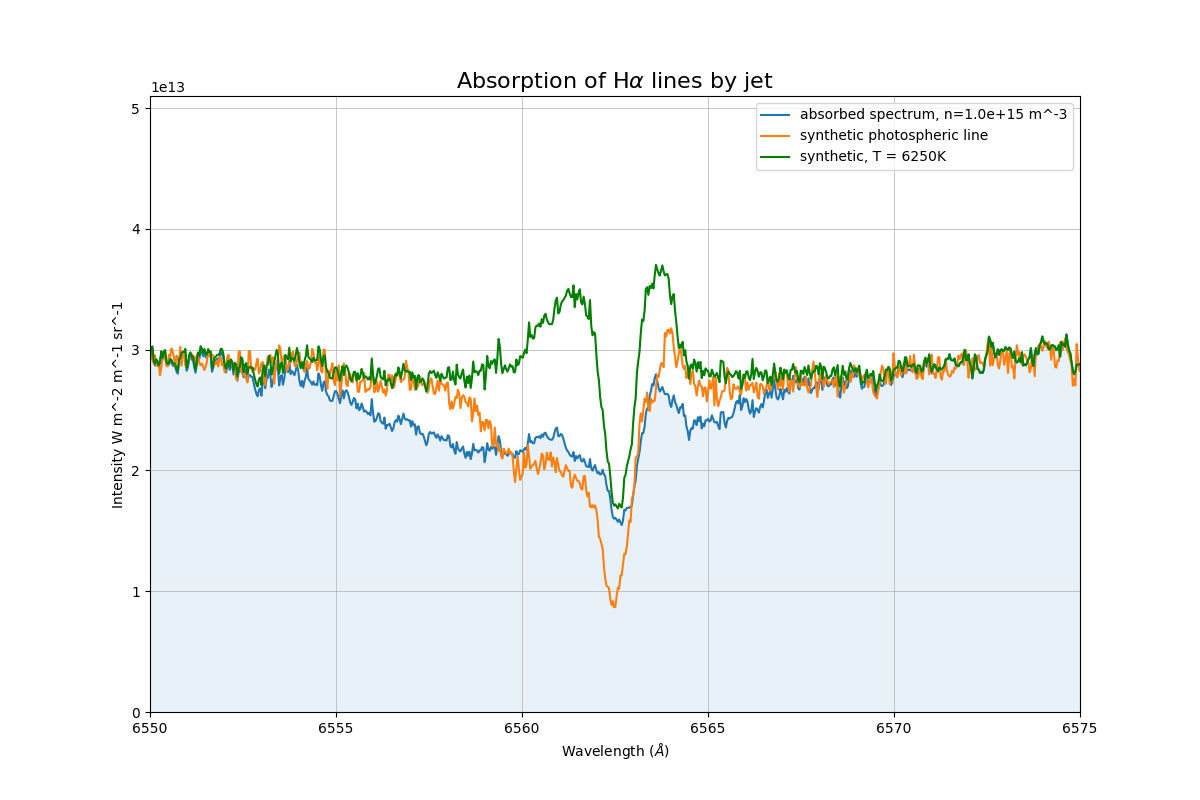 Absorption of Hα lines by jet
1e13
absorbed spectrum, n=1.0e+15 m^-3
synthetic photospheric line
synthetic, T = 6250K
5
4
3
2
1
0
Intensity W m^-2 m^-1 sr^-1
6550
6555
6560
6565
6570
6575
Wavelength (Å)